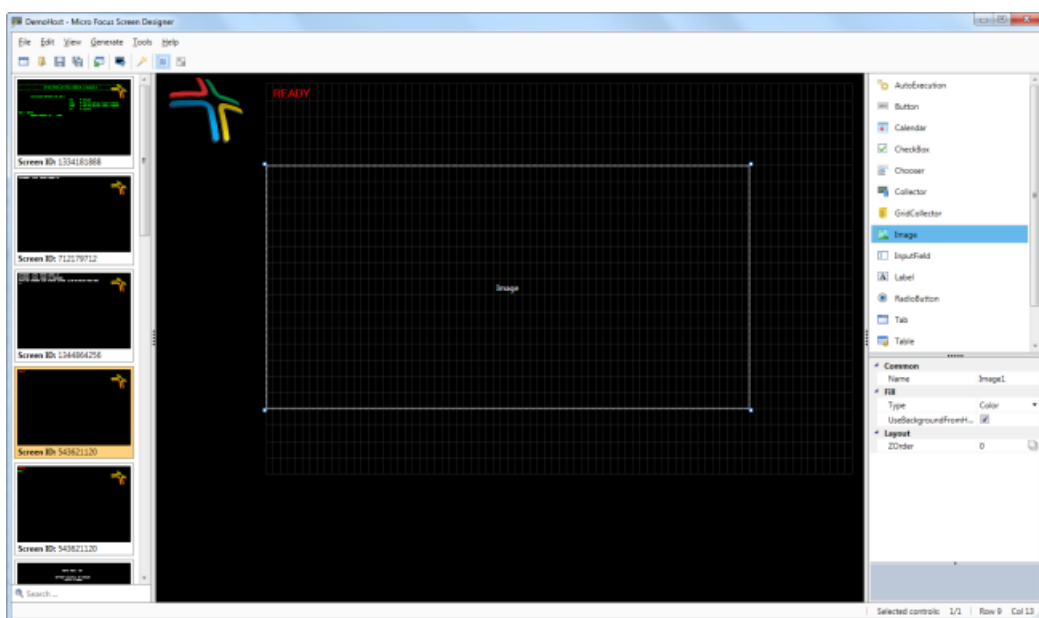 DemoHost - Micro Focus Screen Designer
File Edit View Generate Tools Help
Screen ID: 1334181888
Screen ID: 712179712
Screen ID: 1344864256
Screen ID: 543621120
Screen ID: 543621120
Search ...
READY
Image
AutoExecution
Button
Calendar
CheckBox
Chooser
Collector
GridCollector
Image
InputField
Label
RadioButton
Tab
Table
Common
Name Image1
Fill
Type Color
UseBackgroundFromH...
Layout
ZOrder 0
Selected controls: 1/1 Row 9 Col 13